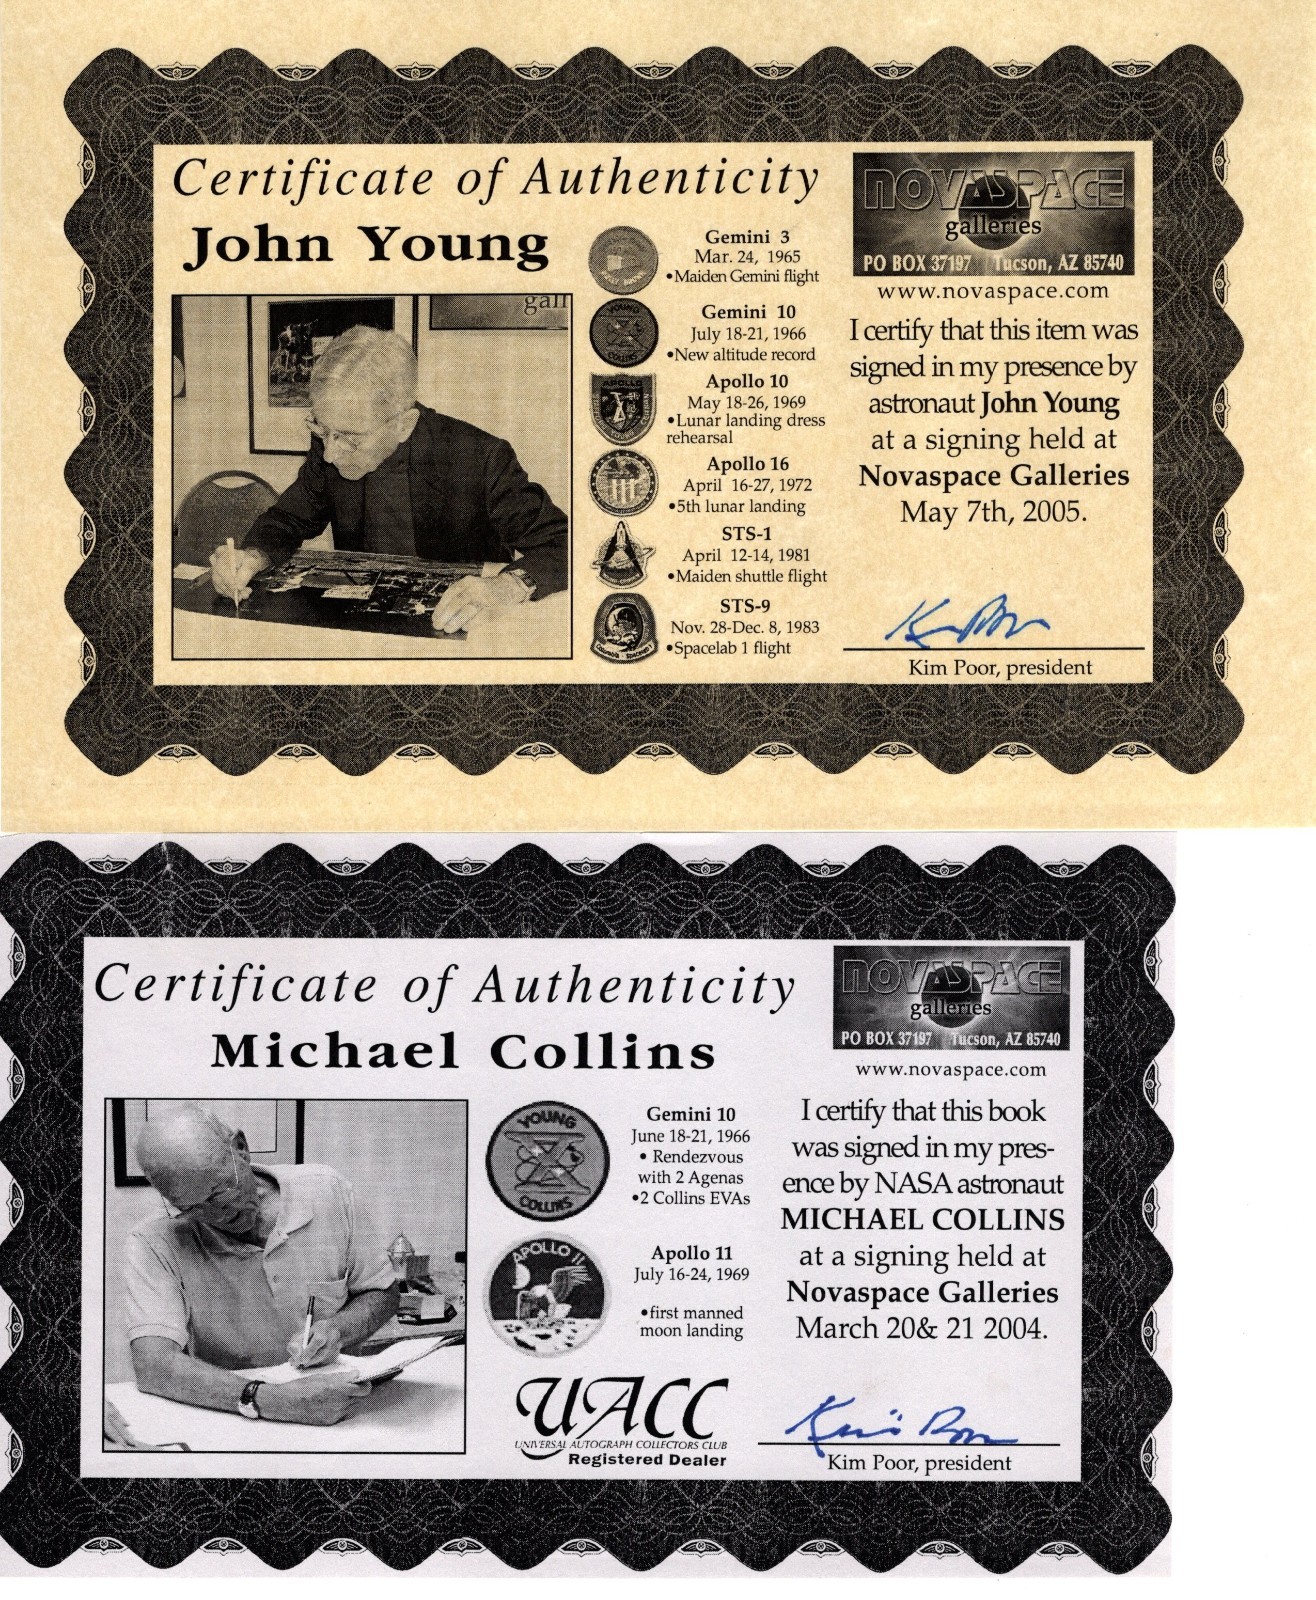 Certificate of Authenticity
John Young
gall
Gemini 3
Mar. 24, 1965
•Maiden Gemini flight
Gemini 10
July 18-21, 1966
•New altitude record
Apollo 10
May 18-26, 1969
•Lunar landing dress
rehearsal
Apollo 16
April 16-27, 1972
•5th lunar landing
STS-1
April 12-14, 1981
•Maiden shuttle flight
STS-9
Nov. 28-Dec. 8, 1983
•Spacelab 1 flight
YOUNG
COLLINS
APOLLO
NOVASPACE
galleries
PO BOX 37197 Tucson, AZ 85740
www.novaspace.com
I certify that this item was
signed in my presence by
astronaut John Young
at a signing held at
Novaspace Galleries
May 7th, 2005.
Kim Poor, president
Certificate of Authenticity
Michael Collins
YOUNG
COLLINS
Gemini 10
June 18-21, 1966
• Rendezvous
with 2 Agenas
•2 Collins EVAs
APOLLO 11
Apollo 11
July 16-24, 1969
•first manned
moon landing
UACC
UNIVERSAL AUTOGRAPH COLLECTORS CLUB
Registered Dealer
NOVASPACE
galleries
PO BOX 37197 Tucson, AZ 85740
www.novaspace.com
I certify that this book
was signed in my pres-
ence by NASA astronaut
MICHAEL COLLINS
at a signing held at
Novaspace Galleries
March 20& 21 2004.
Kim Poor
Kim Poor, president